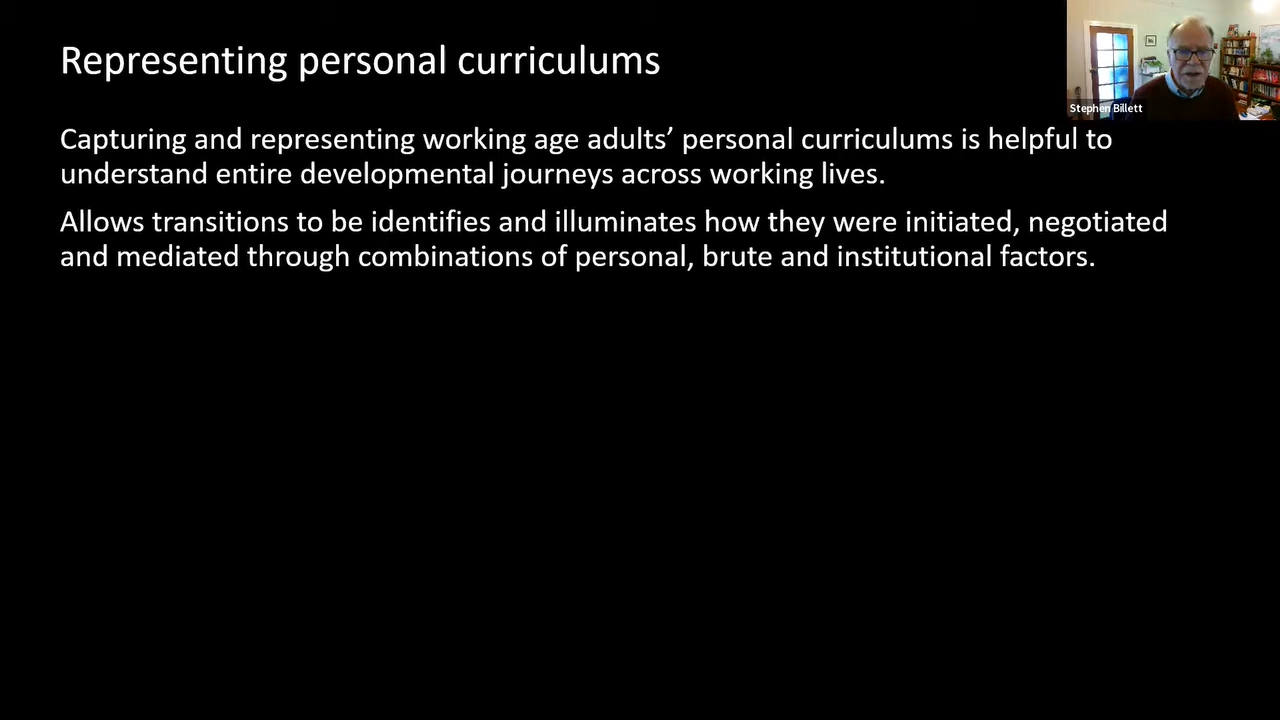 Representing personal curriculums
Stephen Billett
Capturing and representing working age adults’ personal curriculums is helpful to
understand entire developmental journeys across working lives.
Allows transitions to be identifies and illuminates how they were initiated, negotiated
and mediated through combinations of personal, brute and institutional factors.